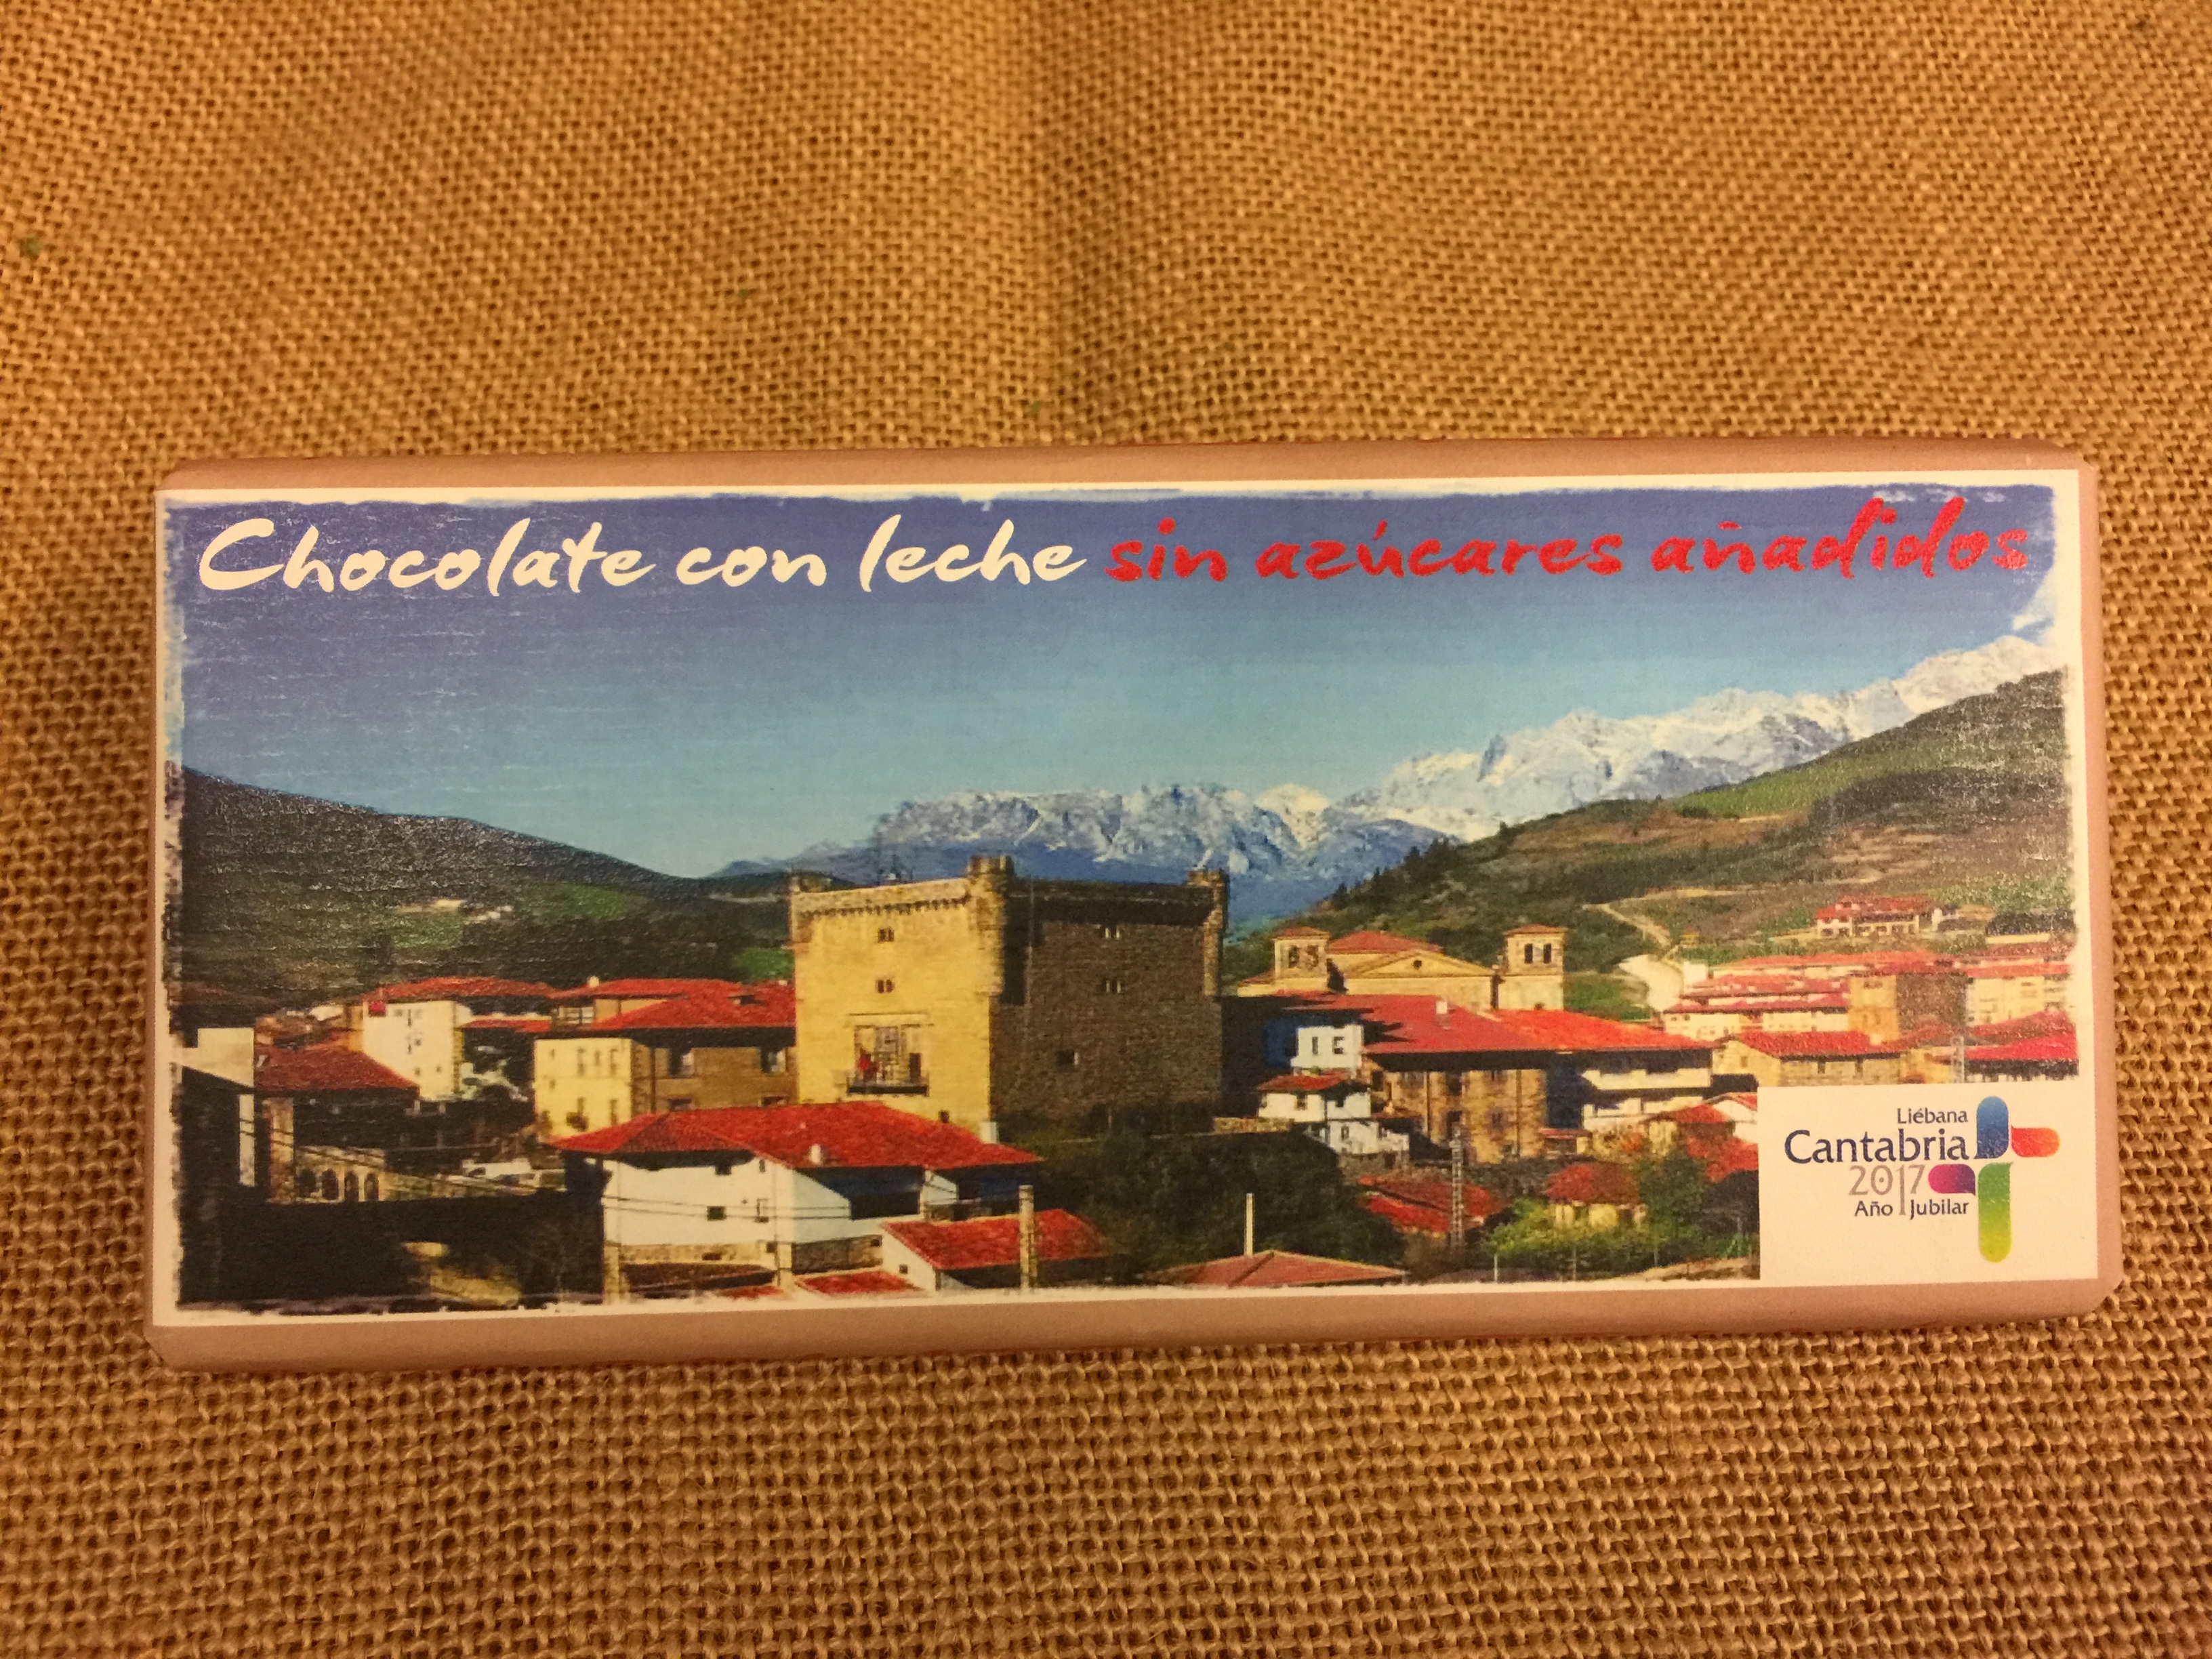 Chocolate con leche sin azúcares añadidos
Liébana
Cantabria
2017
Año Jubilar